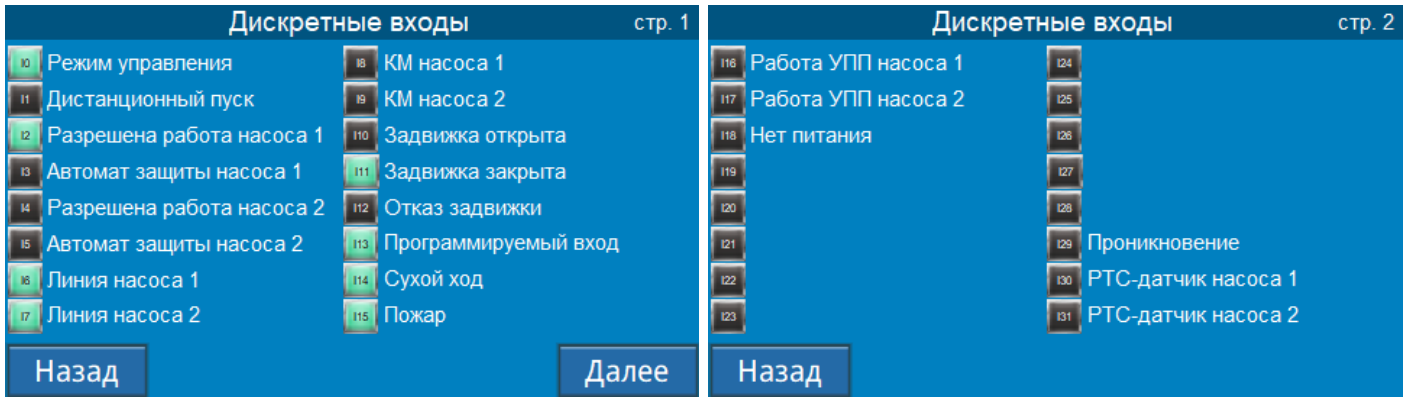 Дискретные входы стр. 1
I0 Режим управления
I1 Дистанционный пуск
I2 Разрешена работа насоса 1
I3 Автомат защиты насоса 1
I4 Разрешена работа насоса 2
I5 Автомат защиты насоса 2
I6 Линия насоса 1
I7 Линия насоса 2
I8 КМ насоса 1
I9 КМ насоса 2
I10 Задвижка открыта
I11 Задвижка закрыта
I12 Отказ задвижки
I13 Программируемый вход
I14 Сухой ход
I15 Пожар
Назад
Далее
Дискретные входы стр. 2
I16 Работа УПП насоса 1
I17 Работа УПП насоса 2
I18 Нет питания
I19
I20
I21
I22
I23
I24
I25
I26
I27
I28
I29 Проникновение
I30 РТС-датчик насоса 1
I31 РТС-датчик насоса 2
Назад